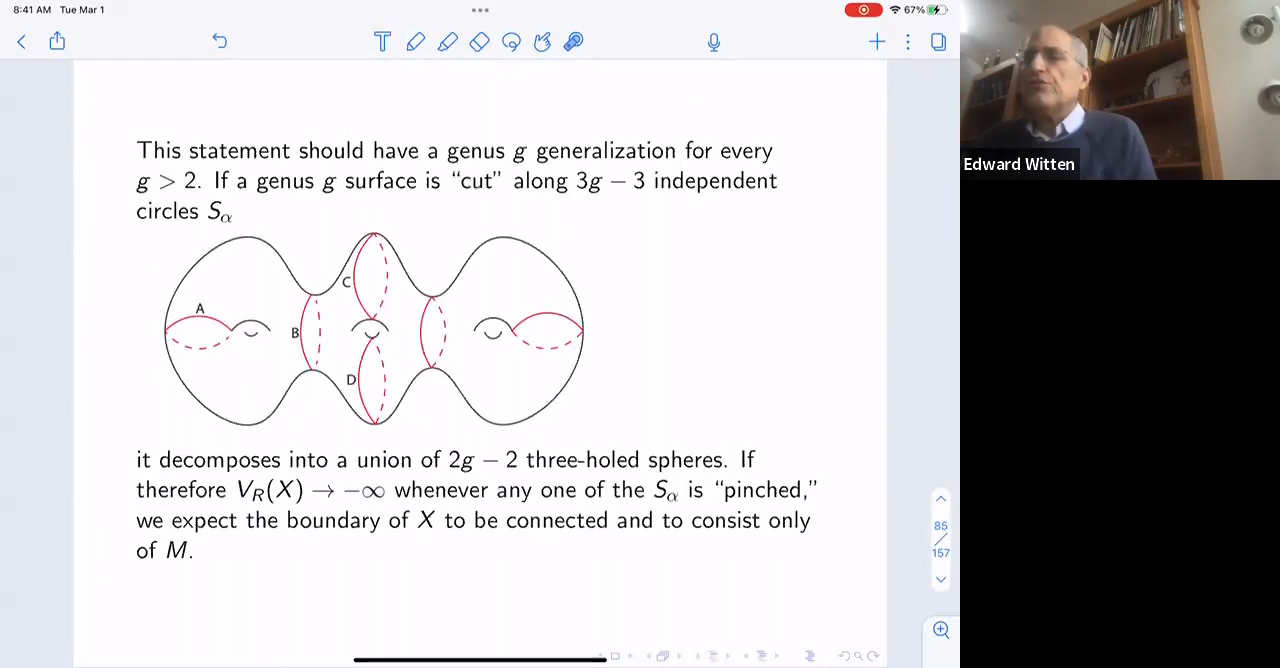 8:41 AM Tue Mar 1
67%
This statement should have a genus g generalization for every
g > 2. If a genus g surface is “cut” along 3g − 3 independent
circles Sα
A
B
C
D
it decomposes into a union of 2g − 2 three-holed spheres. If
therefore VR(X) → −∞ whenever any one of the Sα is “pinched,”
we expect the boundary of X to be connected and to consist only
of M.
85
157
Edward Witten